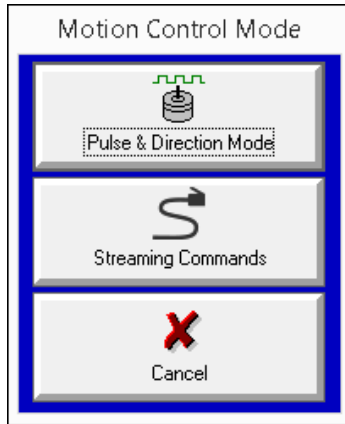 Motion Control Mode
Pulse & Direction Mode
Streaming Commands
Cancel